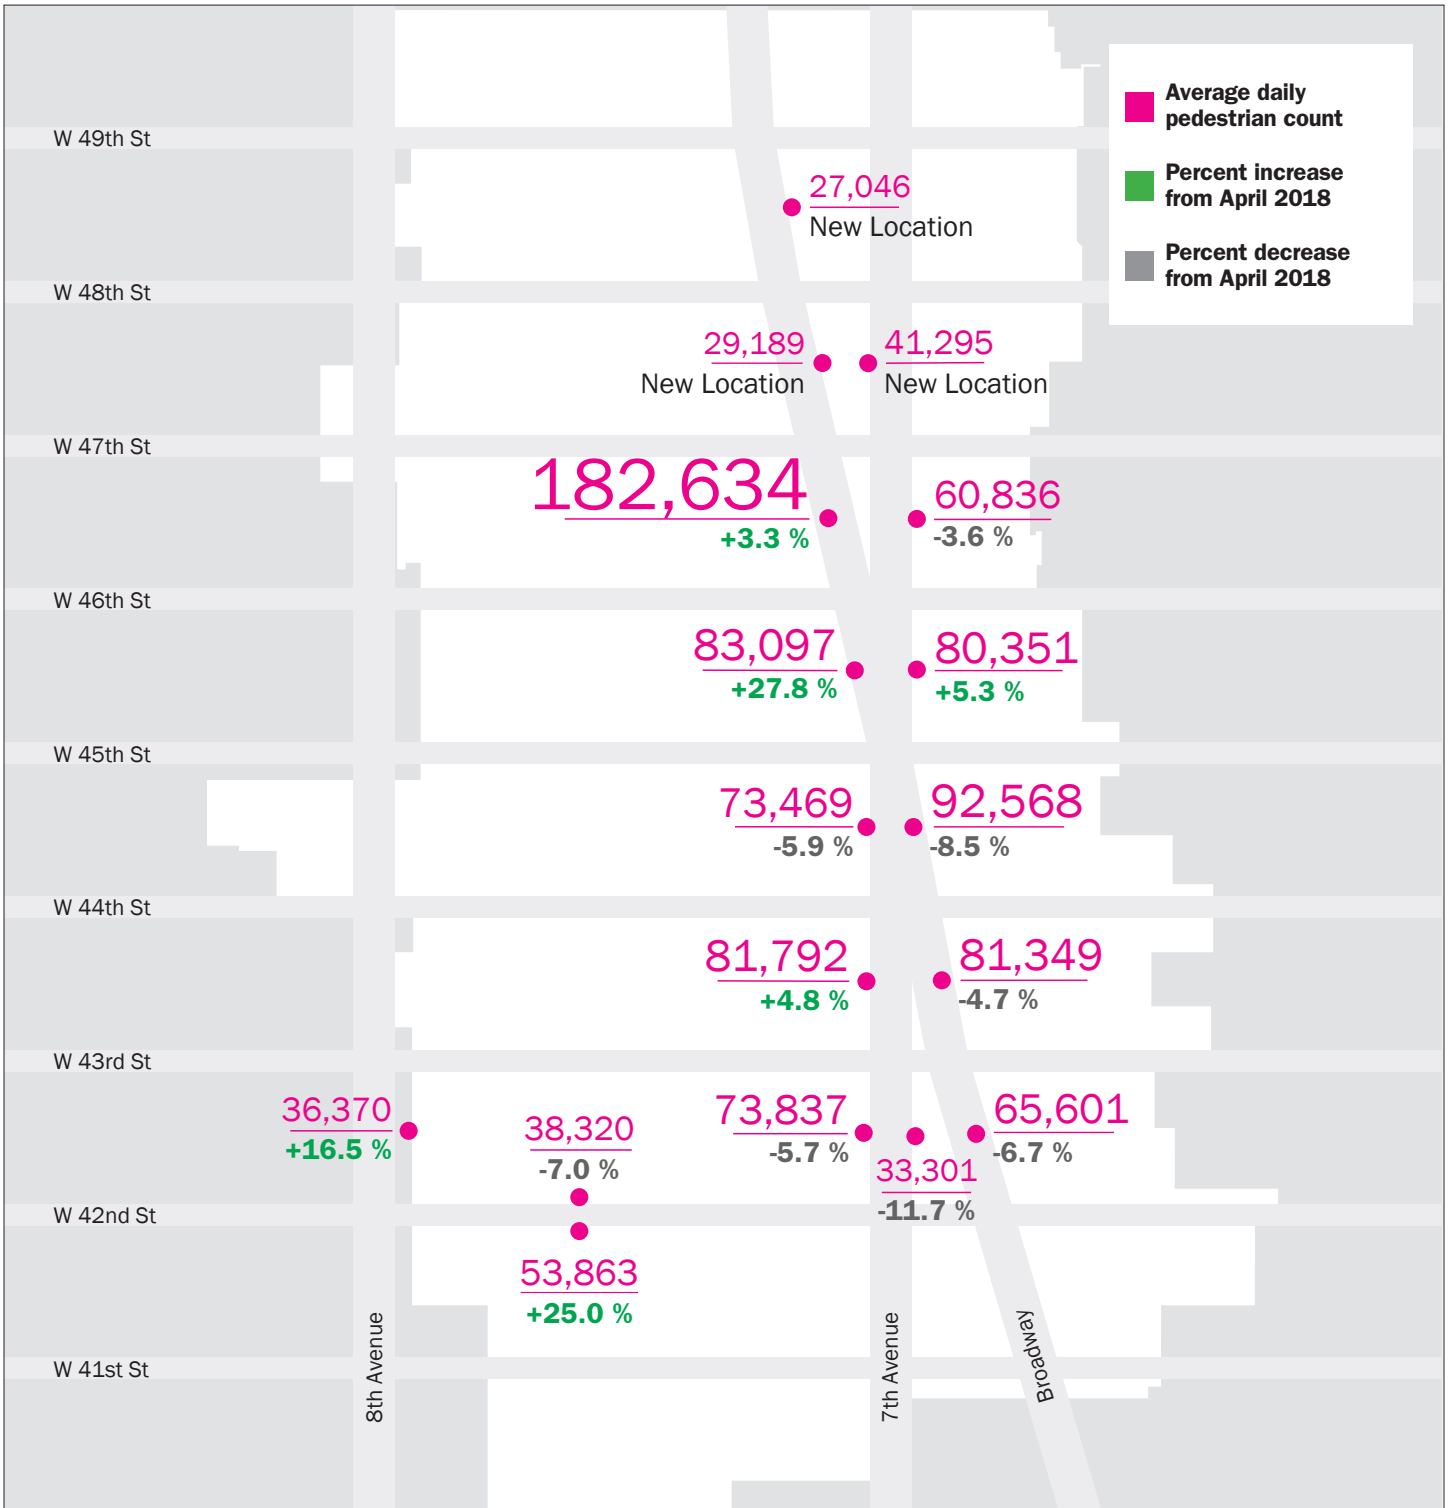 Average daily
pedestrian count
Percent increase
from April 2018
Percent decrease
from April 2018
W 49th St
27,046
New Location
W 48th St
29,189
New Location
41,295
New Location
W 47th St
182,634
+3.3 %
60,836
-3.6 %
W 46th St
83,097
+27.8 %
80,351
+5.3 %
W 45th St
73,469
-5.9 %
92,568
-8.5 %
W 44th St
81,792
+4.8 %
81,349
-4.7 %
W 43rd St
36,370
+16.5 %
38,320
-7.0 %
73,837
-5.7 %
33,301
-11.7 %
65,601
-6.7 %
W 42nd St
53,863
+25.0 %
W 41st St
8th Avenue
7th Avenue
Broadway